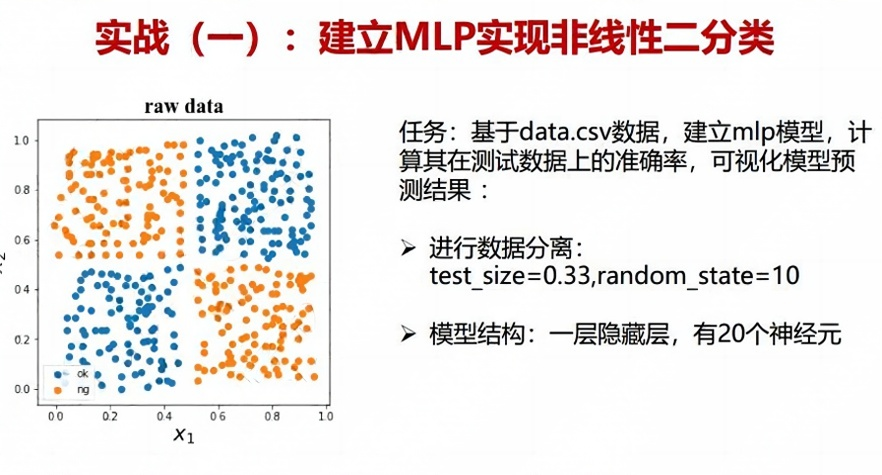 实战（一）：建立MLP实现非线性二分类
raw data
1.0
0.8
0.6
0.4
0.2
0.0
ok
ng
0.0
0.2
0.4
0.6
0.8
1.0
x₁
x₂
任务：基于data.csv数据，建立mlp模型，计
算其在测试数据上的准确率，可视化模型预
测结果：
➢ 进行数据分离：
test_size=0.33,random_state=10
➢ 模型结构：一层隐藏层，有20个神经元